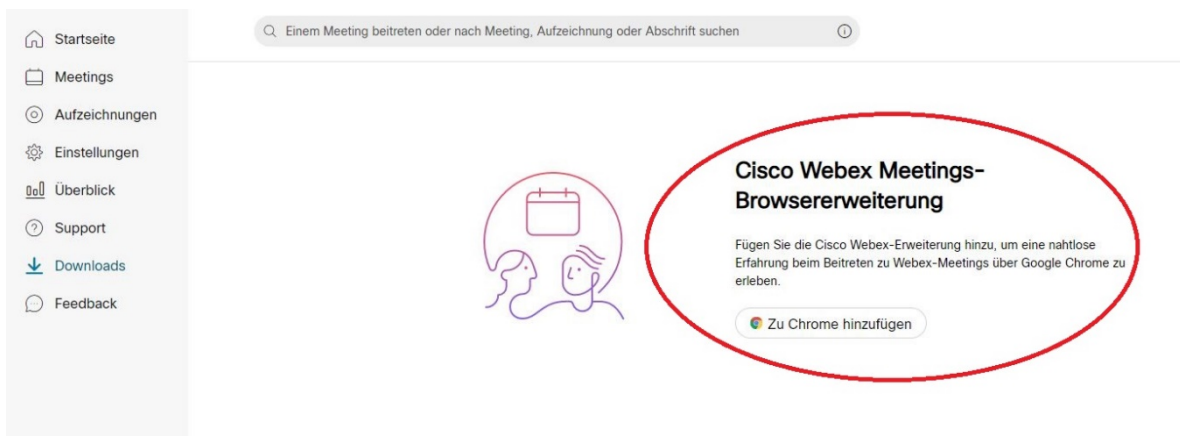 Startseite
Meetings
Aufzeichnungen
Einstellungen
Überblick
Support
Downloads
Feedback
Einem Meeting beitreten oder nach Meeting, Aufzeichnung oder Abschrift suchen
Cisco Webex Meetings-
Browsererweiterung
Fügen Sie die Cisco Webex-Erweiterung hinzu, um eine nahtlose
Erfahrung beim Beitreten zu Webex-Meetings über Google Chrome zu
erleben.
Zu Chrome hinzufügen